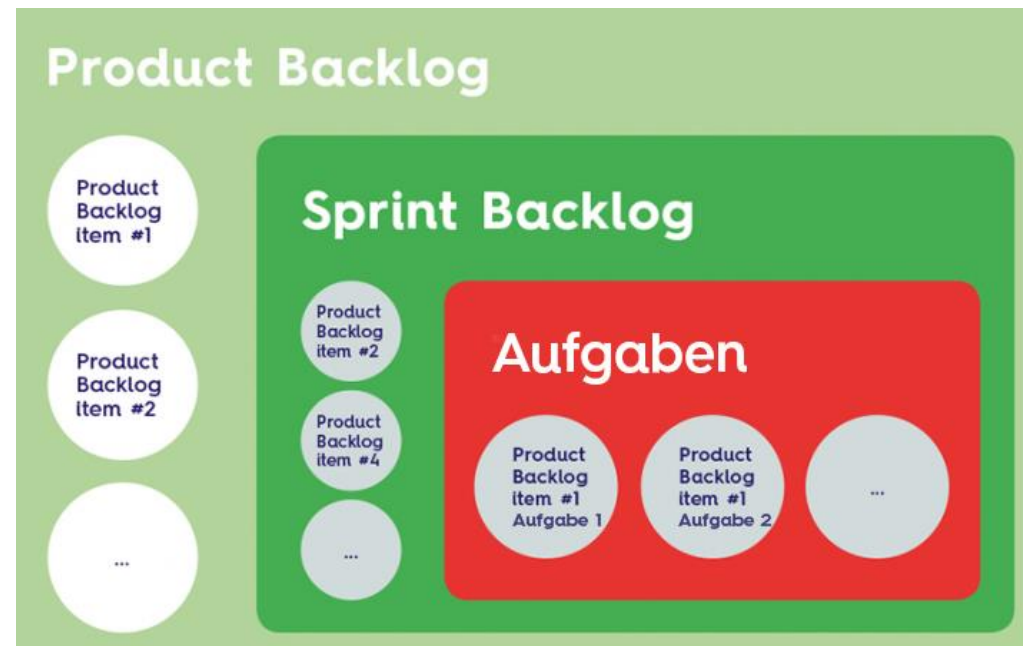 Product Backlog
Product
Backlog
item #1
Product
Backlog
item #2
...
Sprint Backlog
Product
Backlog
item #2
Product
Backlog
item #4
...
Aufgaben
Product
Backlog
item #1
Aufgabe 1
Product
Backlog
item #1
Aufgabe 2
...